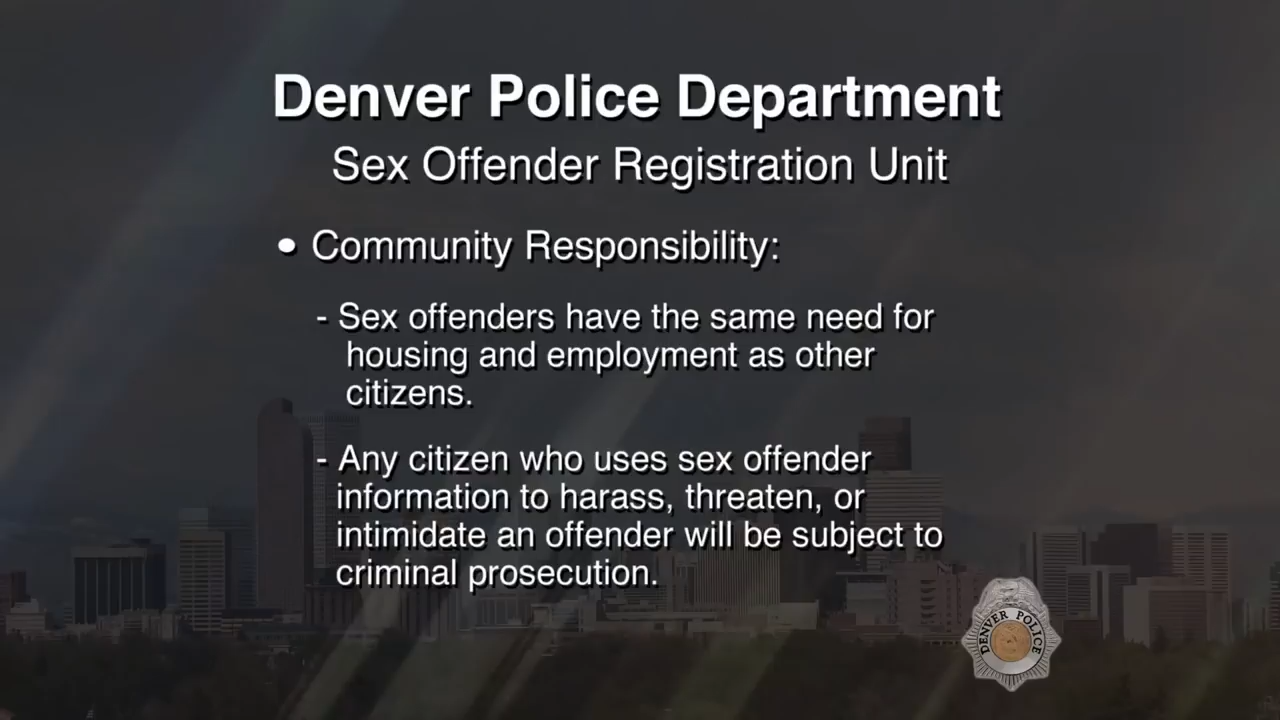 Denver Police Department
Sex Offender Registration Unit
• Community Responsibility:
- Sex offenders have the same need for
housing and employment as other
citizens.
- Any citizen who uses sex offender
information to harass, threaten, or
intimidate an offender will be subject to
criminal prosecution.
DENVER POLICE